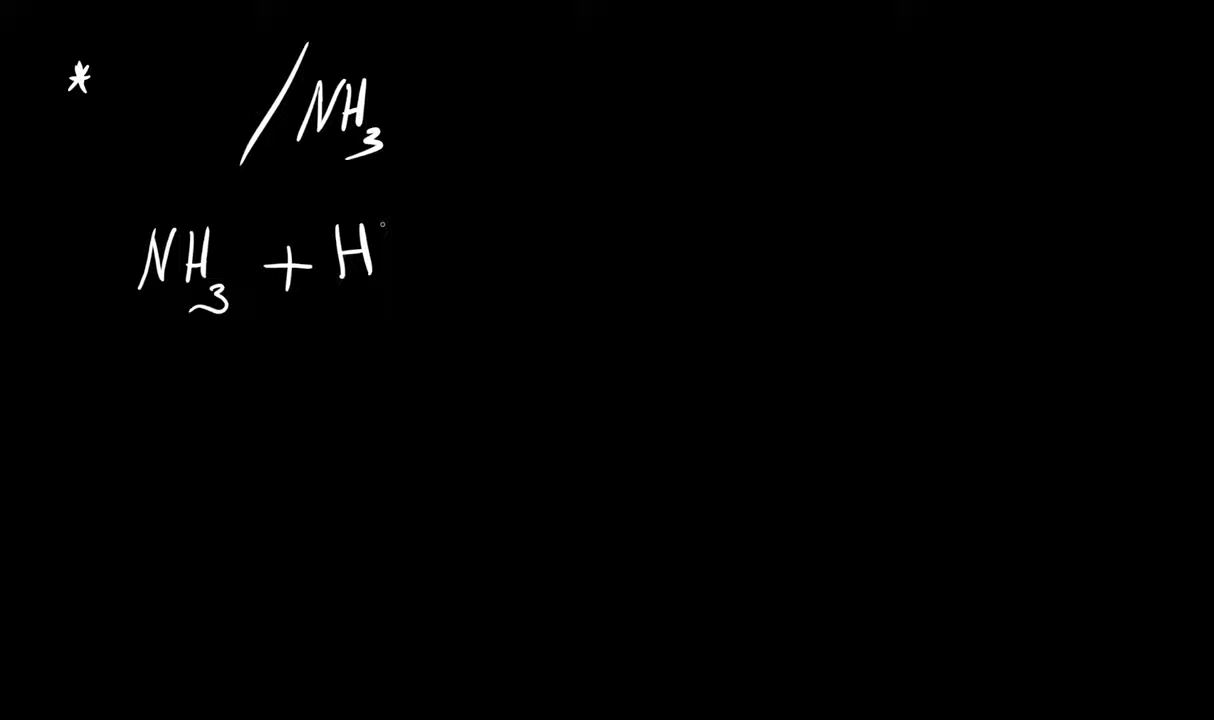 * /NH₃
NH₃ + H